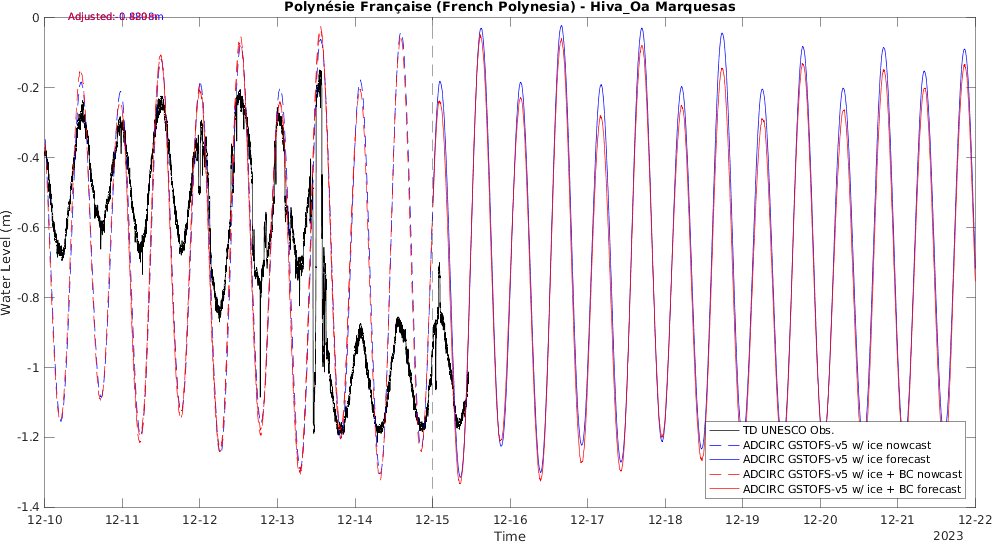 Polynésie Française (French Polynesia) - Hiva_Oa Marquesas
Adjusted:
0
-0.2
-0.4
-0.6
-0.8
-1
-1.2
-1.4
Water Level (m)
TD UNESCO Obs.
ADCIRC GSTOFS-v5 w/ ice nowcast
ADCIRC GSTOFS-v5 w/ ice forecast
ADCIRC GSTOFS-v5 w/ ice + BC nowcast
ADCIRC GSTOFS-v5 w/ ice + BC forecast
12-10 12-11 12-12 12-13 12-14 12-15 12-16 12-17 12-18 12-19 12-20 12-21 12-22
Time
2023